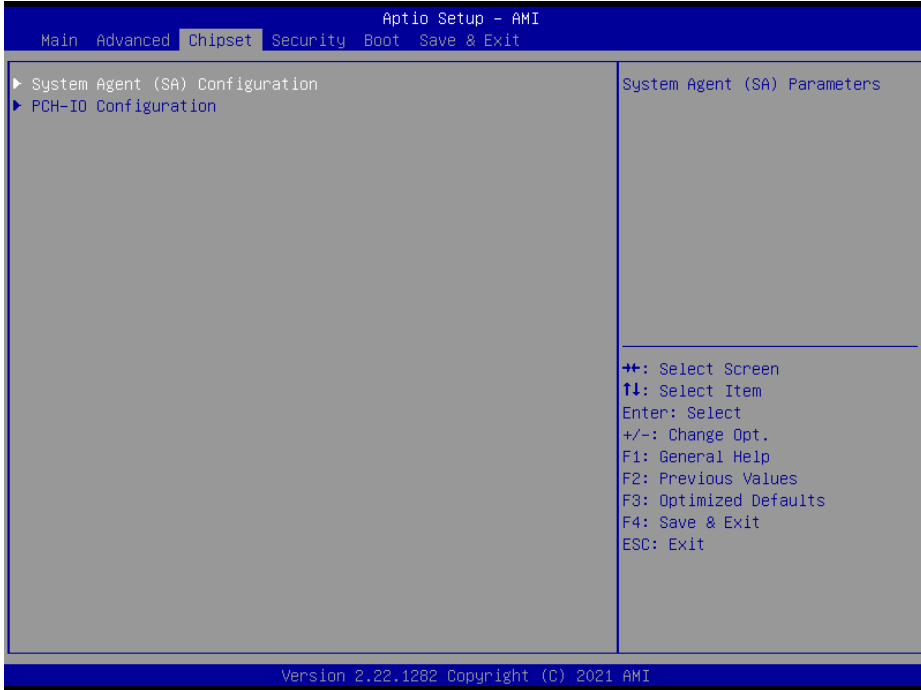 Aptio Setup – AMI
Main Advanced Chipset Security Boot Save & Exit
▶ System Agent (SA) Configuration
▶ PCH-IO Configuration
System Agent (SA) Parameters
→←: Select Screen
↑↓: Select Item
Enter: Select
+/-: Change Opt.
F1: General Help
F2: Previous Values
F3: Optimized Defaults
F4: Save & Exit
ESC: Exit
Version 2.22.1282 Copyright (C) 2021 AMI